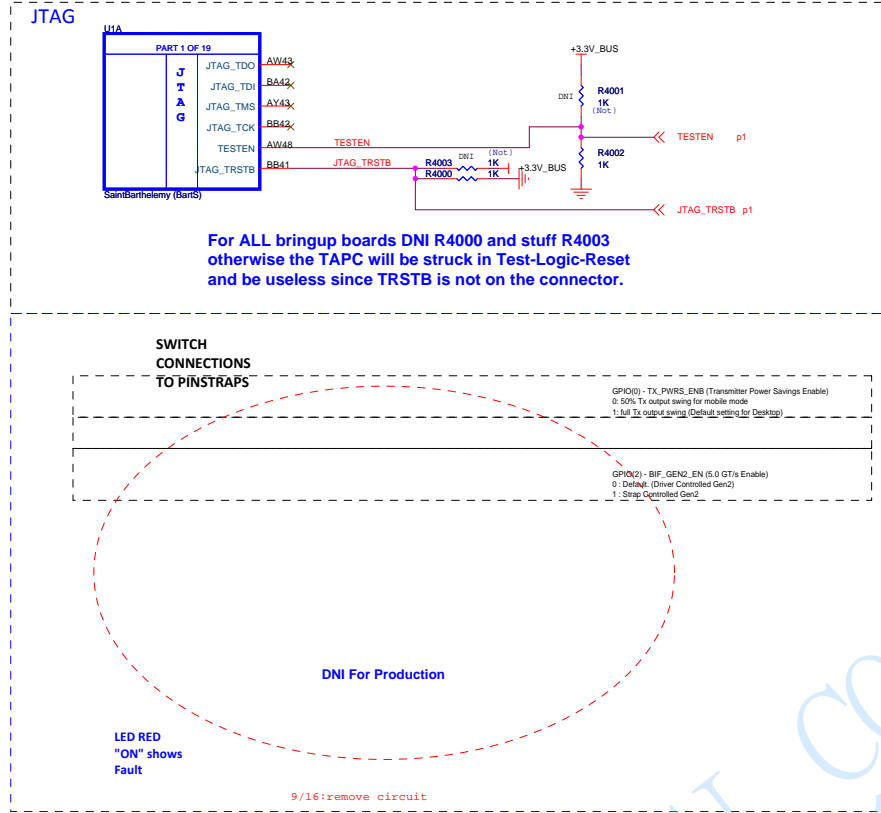 JTAG
U1A
PART 1 OF 19
J
T
A
G
JTAG_TDO AW43
JTAG_TDI BA42
JTAG_TMS AY43
JTAG_TCK BB42
TESTEN AW48 TESTEN
JTAG_TRSTB BB41 JTAG_TRSTB
SaintBarthelemy (BartS)
R4003 DNI (Not) 1K +3.3V_BUS
R4000 1K
+3.3V_BUS
DNI R4001
1K
(Not)
TESTEN p1
R4002
1K
JTAG_TRSTB p1
For ALL bringup boards DNI R4000 and stuff R4003
otherwise the TAPC will be struck in Test-Logic-Reset
and be useless since TRSTB is not on the connector.
SWITCH
CONNECTIONS
TO PINSTRAPS
GPIO(0) - TX_PWRS_ENB (Transmitter Power Savings Enable)
0: 50% Tx output swing for mobile mode
1: full Tx output swing (Default setting for Desktop)
GPIO(2) - BIF_GEN2_EN (5.0 GT/s Enable)
0 : Default. (Driver Controlled Gen2)
1 : Strap Controlled Gen2
DNI For Production
LED RED
"ON" shows
Fault
9/16:remove circuit